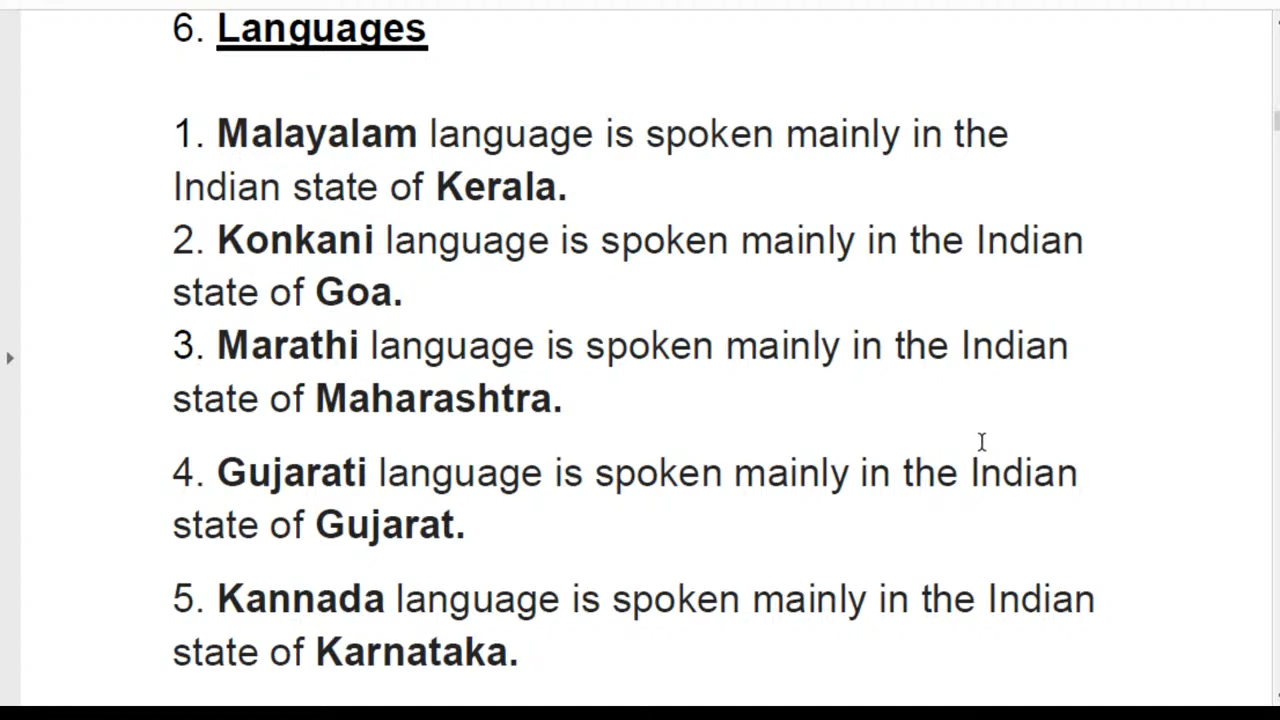 6. Languages
1. Malayalam language is spoken mainly in the
Indian state of Kerala.
2. Konkani language is spoken mainly in the Indian
state of Goa.
3. Marathi language is spoken mainly in the Indian
state of Maharashtra.
4. Gujarati language is spoken mainly in the Indian
state of Gujarat.
5. Kannada language is spoken mainly in the Indian
state of Karnataka.